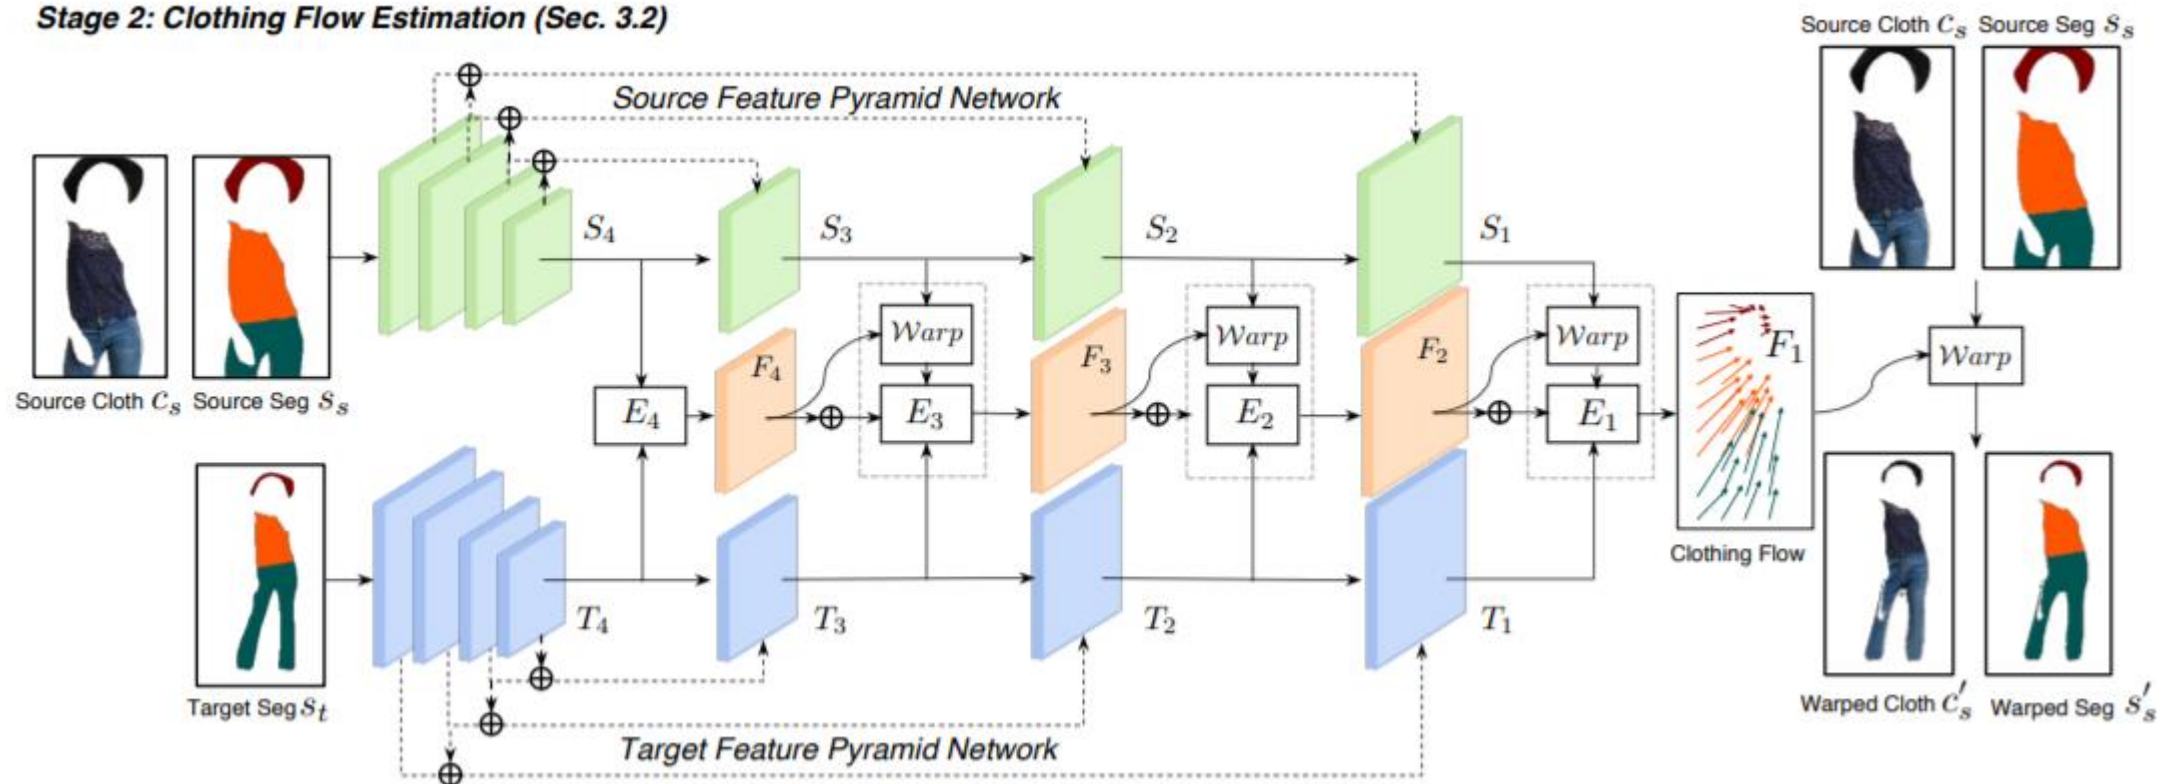 Stage 2: Clothing Flow Estimation (Sec. 3.2)
Source Cloth c_s Source Seg s_s
Source Feature Pyramid Network
S_4 S_3 S_2 S_1
Warp Warp Warp
F_4 F_3 F_2 F_1
Warp
Source Cloth c_s Source Seg s_s
E_4 E_3 E_2 E_1
Clothing Flow
T_4 T_3 T_2 T_1
Target Seg s_t
Warped Cloth c'_s Warped Seg s'_s
Target Feature Pyramid Network